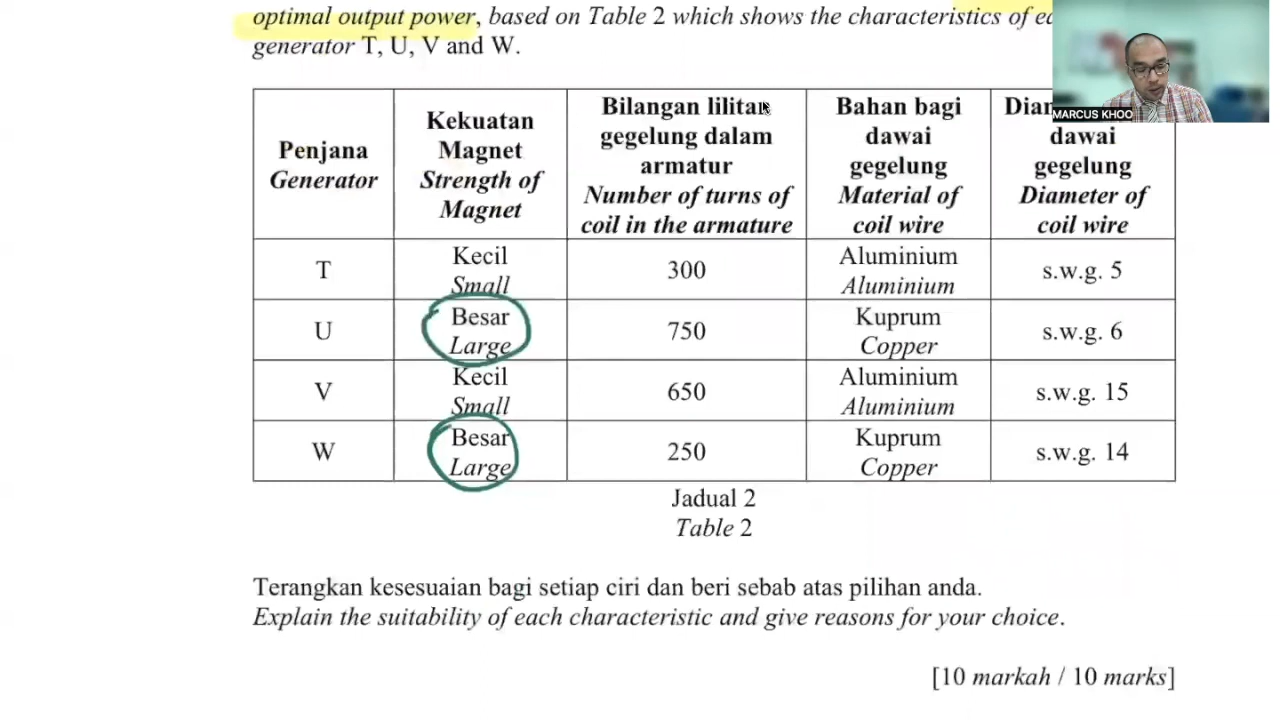 optimal output power, based on Table 2 which shows the characteristics of
generator T, U, V and W.
MARCUS KHOO
Penjana
Generator
Kekuatan
Magnet
Strength of
Magnet
Bilangan lilitan
gegelung dalam
armatur
Number of turns of
coil in the armature
Bahan bagi
dawai
gegelung
Material of
coil wire
dawai
gegelung
Diameter of
coil wire
T
Kecil
Small
300
Aluminium
Aluminium
s.w.g. 5
U
Besar
Large
750
Kuprum
Copper
s.w.g. 6
V
Kecil
Small
650
Aluminium
Aluminium
s.w.g. 15
W
Besar
Large
250
Kuprum
Copper
s.w.g. 14
Jadual 2
Table 2
Terangkan kesesuaian bagi setiap ciri dan beri sebab atas pilihan anda.
Explain the suitability of each characteristic and give reasons for your choice.
[10 markah / 10 marks]